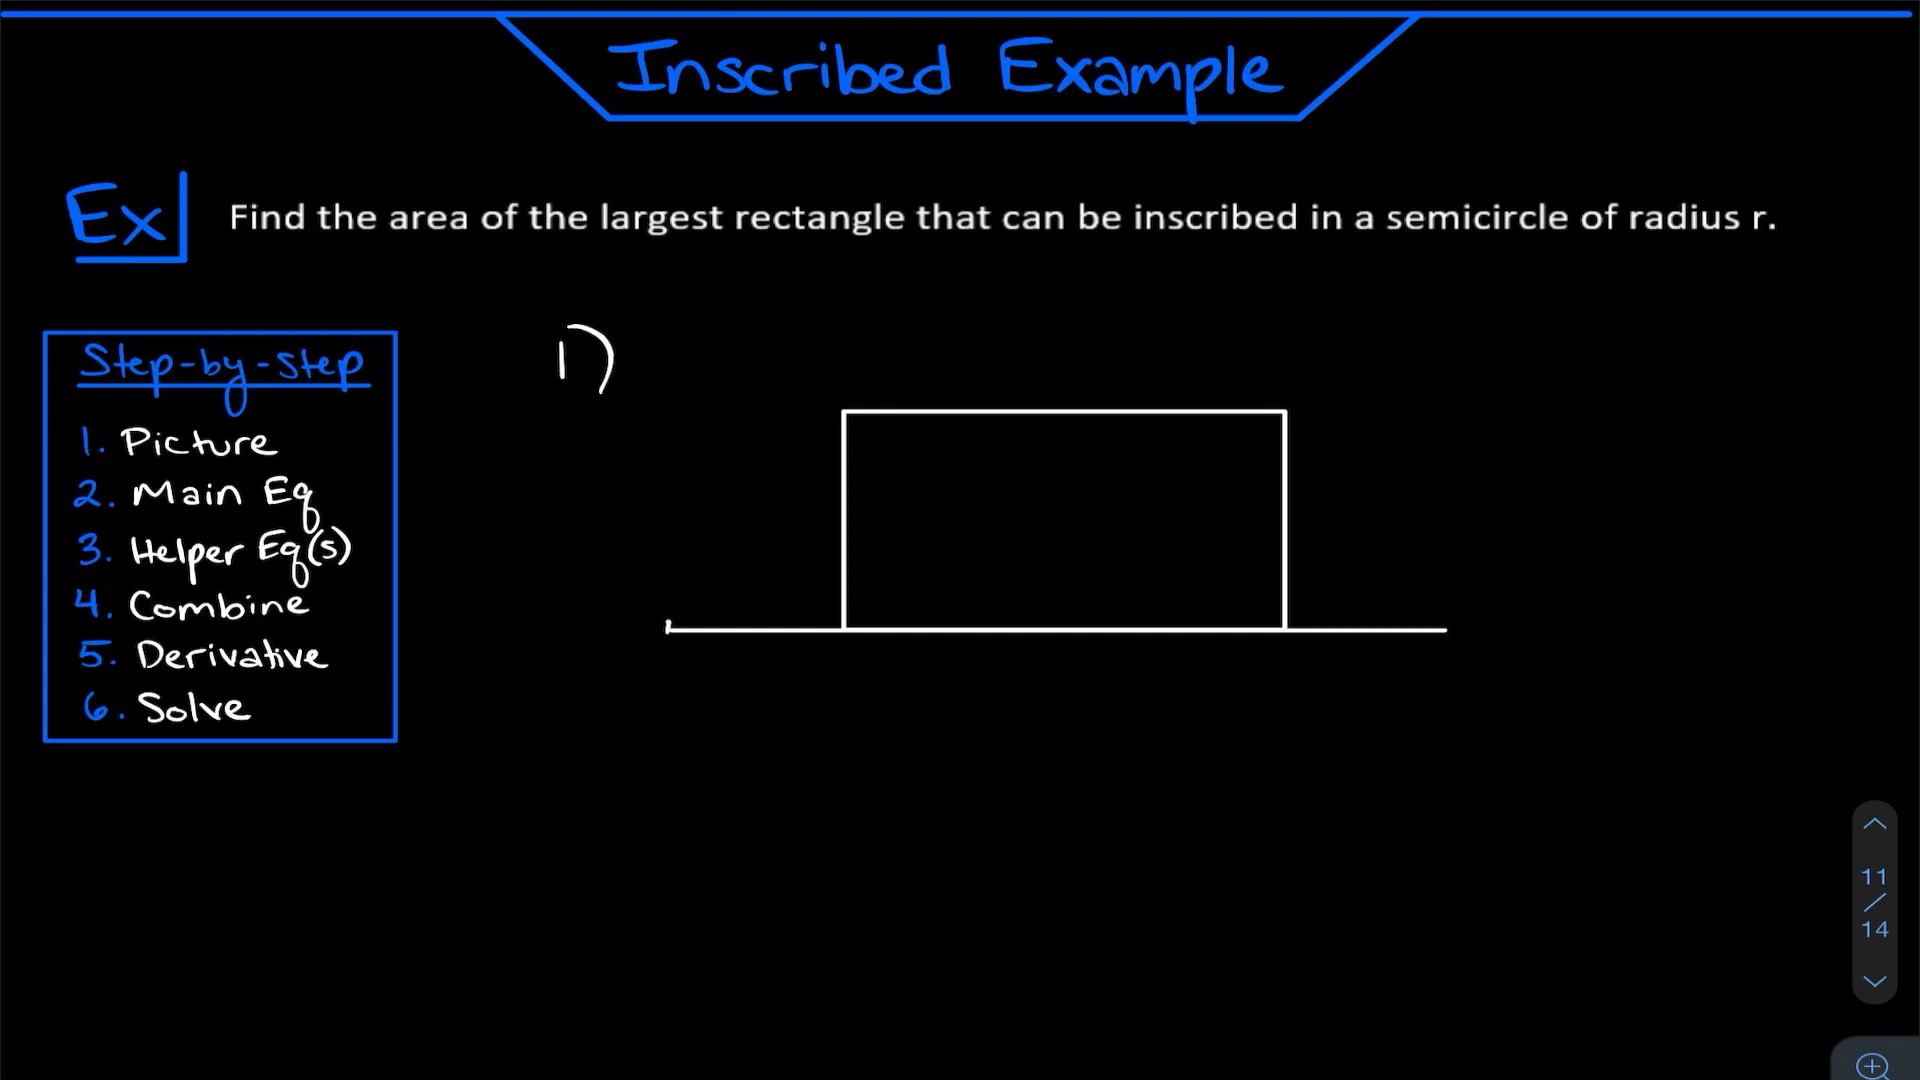 Inscribed Example
Ex Find the area of the largest rectangle that can be inscribed in a semicircle of radius r.
Step-by-step
1. Picture
2. Main Eq
3. Helper Eq(s)
4. Combine
5. Derivative
6. Solve
1)
11
/
14